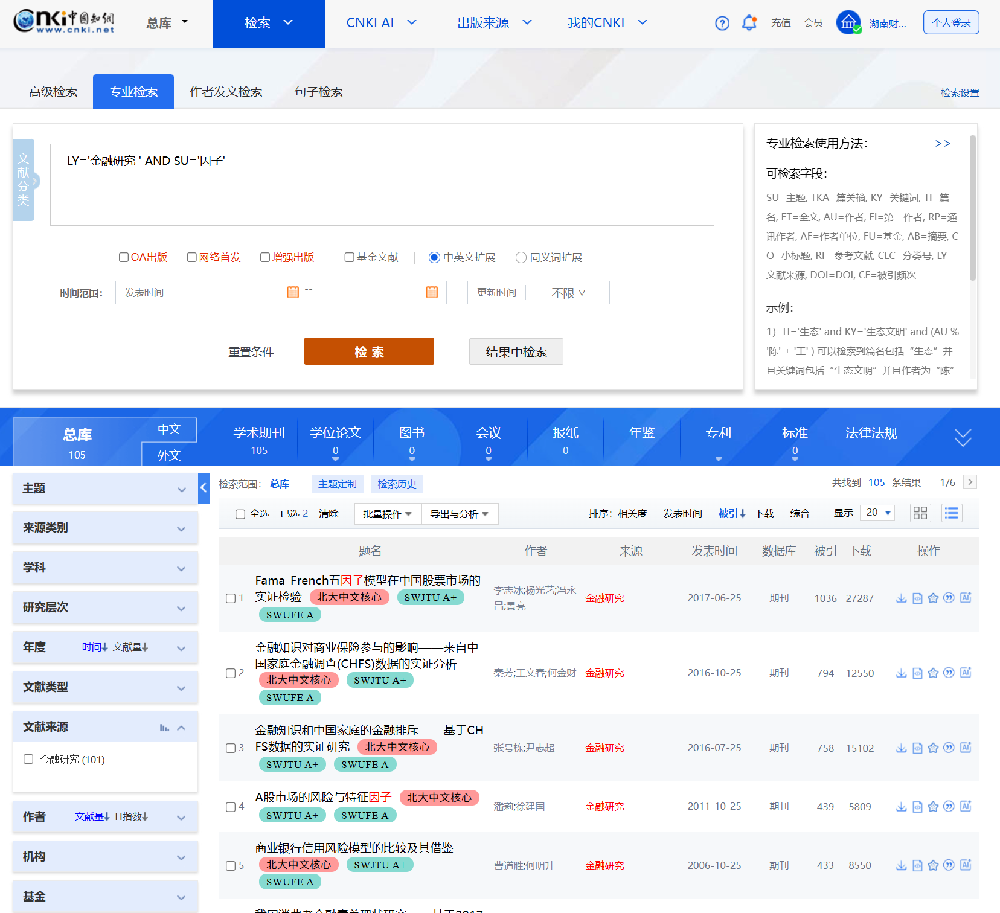 cnki中国知网
www.cnki.net
总库
检索
CNKI AI
出版来源
我的CNKI
充值
会员
湖南财...
个人登录
高级检索
专业检索
作者发文检索
句子检索
检索设置
文献分类
LY='金融研究 ' AND SU='因子'
OA出版
网络首发
增强出版
基金文献
中英文扩展
同义词扩展
时间范围：
发表时间
--
更新时间
不限
重置条件
检 索
结果中检索
专业检索使用方法：
>>
可检索字段：
SU=主题, TKA=篇关摘, KY=关键词, TI=篇
名, FT=全文, AU=作者, FI=第一作者, RP=通
讯作者, AF=作者单位, FU=基金, AB=摘要, C
O=小标题, RF=参考文献, CLC=分类号, LY=
文献来源, DOI=DOI, CF=被引频次
示例：
1）TI='生态' and KY='生态文明' and (AU %
'陈' + '王' ) 可以检索到篇名包括“生态”并
且关键词包括“生态文明”并且作者为“陈”
总库
105
中文
外文
学术期刊
105
学位论文
0
图书
0
会议
0
报纸
0
年鉴
专利
标准
0
法律法规
主题
来源类别
学科
研究层次
年度 时间 文献量
文献类型
文献来源
金融研究 (101)
作者 文献量 H指数
机构
基金
检索范围：总库
主题定制
检索历史
共找到 105 条结果
1/6
全选
已选 2
清除
批量操作
导出与分析
排序：
相关度
发表时间
被引
下载
综合
显示
20
题名 作者 来源 发表时间 数据库 被引 下载 操作
1
Fama-French五因子模型在中国股票市场的
实证检验 北大中文核心 SWJTU A+
SWUFE A
李志冰;杨光艺;冯永
昌;景亮
金融研究 2017-06-25 期刊 1036 27287
2
金融知识对商业保险参与的影响——来自中
国家庭金融调查(CHFS)数据的实证分析
北大中文核心 SWJTU A+
SWUFE A
秦芳;王文春;何金财
金融研究 2016-10-25 期刊 794 12550
3
金融知识和中国家庭的金融排斥——基于CH
FS数据的实证研究 北大中文核心
SWJTU A+ SWUFE A
张号栋;尹志超
金融研究 2016-07-25 期刊 758 15102
4
A股市场的风险与特征因子 北大中文核心
SWJTU A+ SWUFE A
潘莉;徐建国
金融研究 2011-10-25 期刊 439 5809
5
商业银行信用风险模型的比较及其借鉴
北大中文核心 SWJTU A+
SWUFE A
曹道胜;何明升
金融研究 2006-10-25 期刊 433 8550